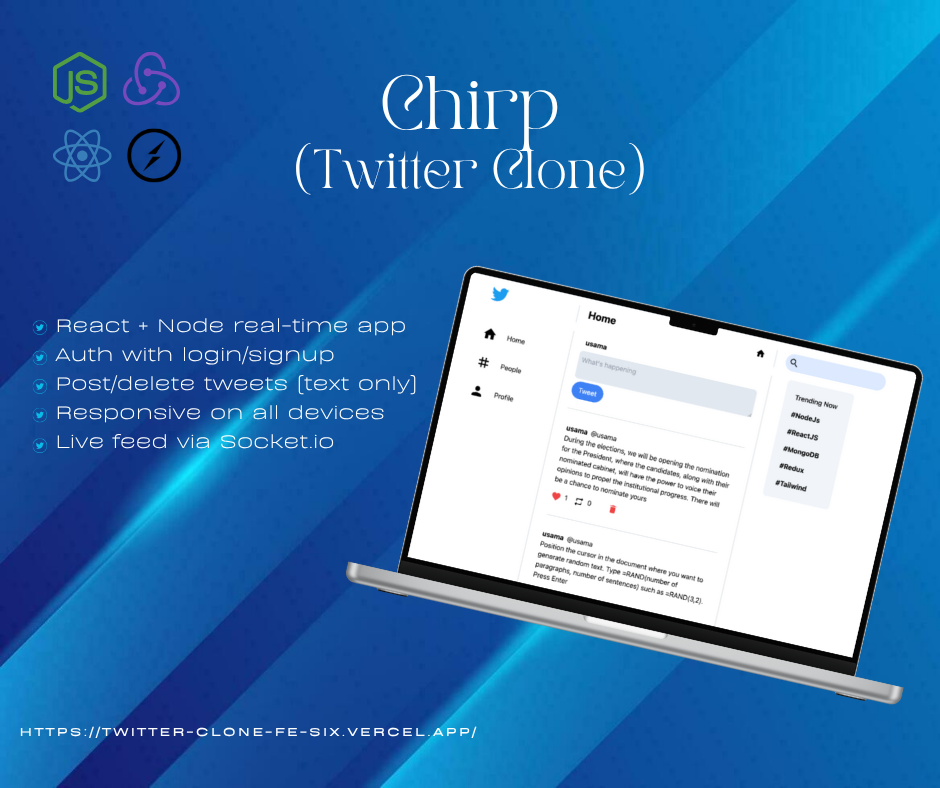 JS
Chirp
(Twitter Clone)
React + Node real-time app
Auth with login/signup
Post/delete tweets (text only)
Responsive on all devices
Live feed via Socket.io
Home
People
Profile
Home
usama
What's happening
Tweet
usama @usama
During the elections, we will be opening the nomination
for the President, where the candidates, along with their
nominated cabinet, will have the power to voice their
opinions to propel the institutional progress. There will
be a chance to nominate yours
1 0
usama @usama
Position the cursor in the document where you want to
generate random text. Type =RAND(number of
paragraphs, number of sentences) such as =RAND(3,2).
Press Enter
Trending Now
#NodeJs
#ReactJS
#MongoDB
#Redux
#Tailwind
HTTPS://TWITTER-CLONE-FE-SIX.VERCEL.APP/